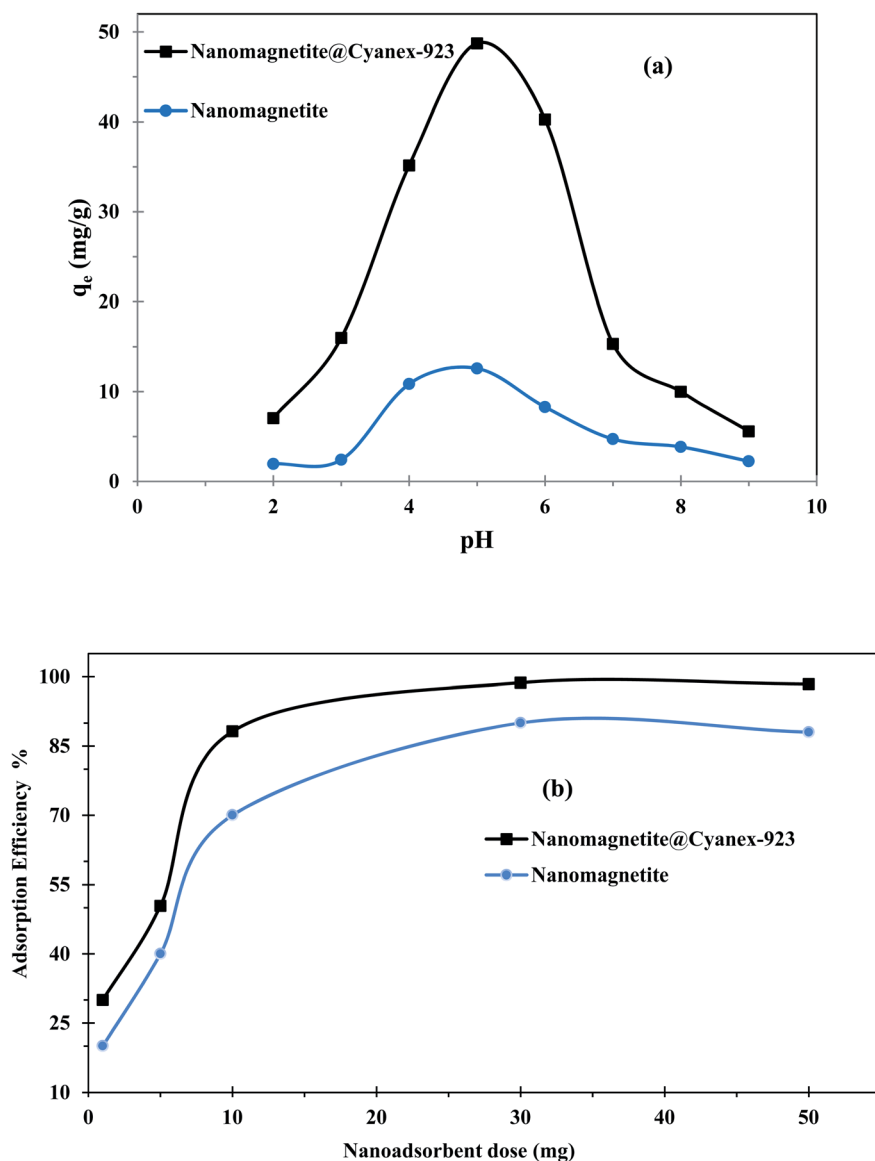 50
40
30
20
10
0
qₑ (mg/g)
Nanomagnetite@Cyanex-923
Nanomagnetite
(a)
0 2 4 6 8 10
pH
100
85
70
55
40
25
10
Adsorption Efficiency %
(b)
Nanomagnetite@Cyanex-923
Nanomagnetite
0 10 20 30 40 50
Nanoadsorbent dose (mg)